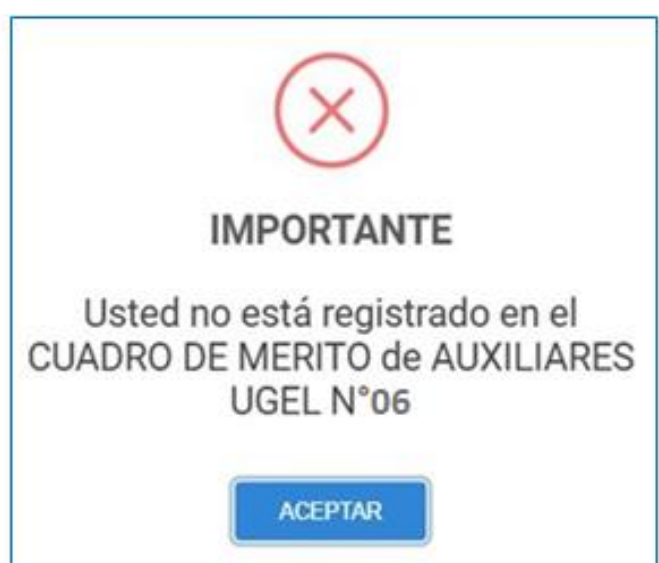 IMPORTANTE
Usted no está registrado en el
CUADRO DE MERITO de AUXILIARES
UGEL N°06
ACEPTAR